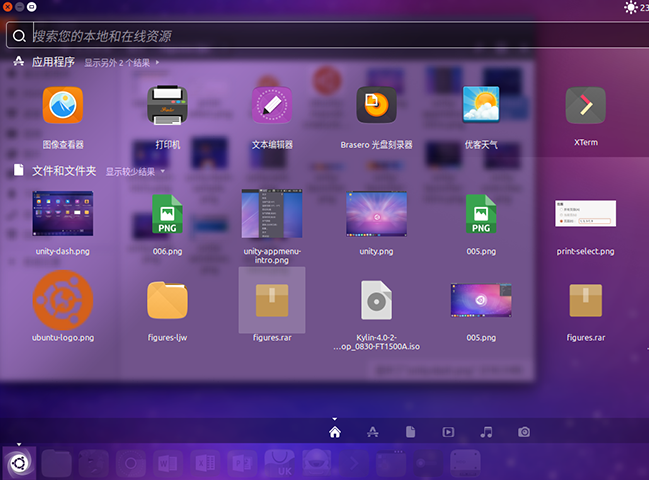 23
搜索您的本地和在线资源
应用程序 显示另外 2 个结果
图像查看器
打印机
文本编辑器
Brasero 光盘刻录器
优客天气
XTerm
文件和文件夹 显示较少结果
unity-dash.png
PNG
006.png
unity-appmenu-
intro.png
unity.png
PNG
005.png
print-select.png
ubuntu-logo.png
figures-ljw
figures.rar
Kylin-4.0-2-
...op_0830-FT1500A.iso
005.png
figures.rar
UK